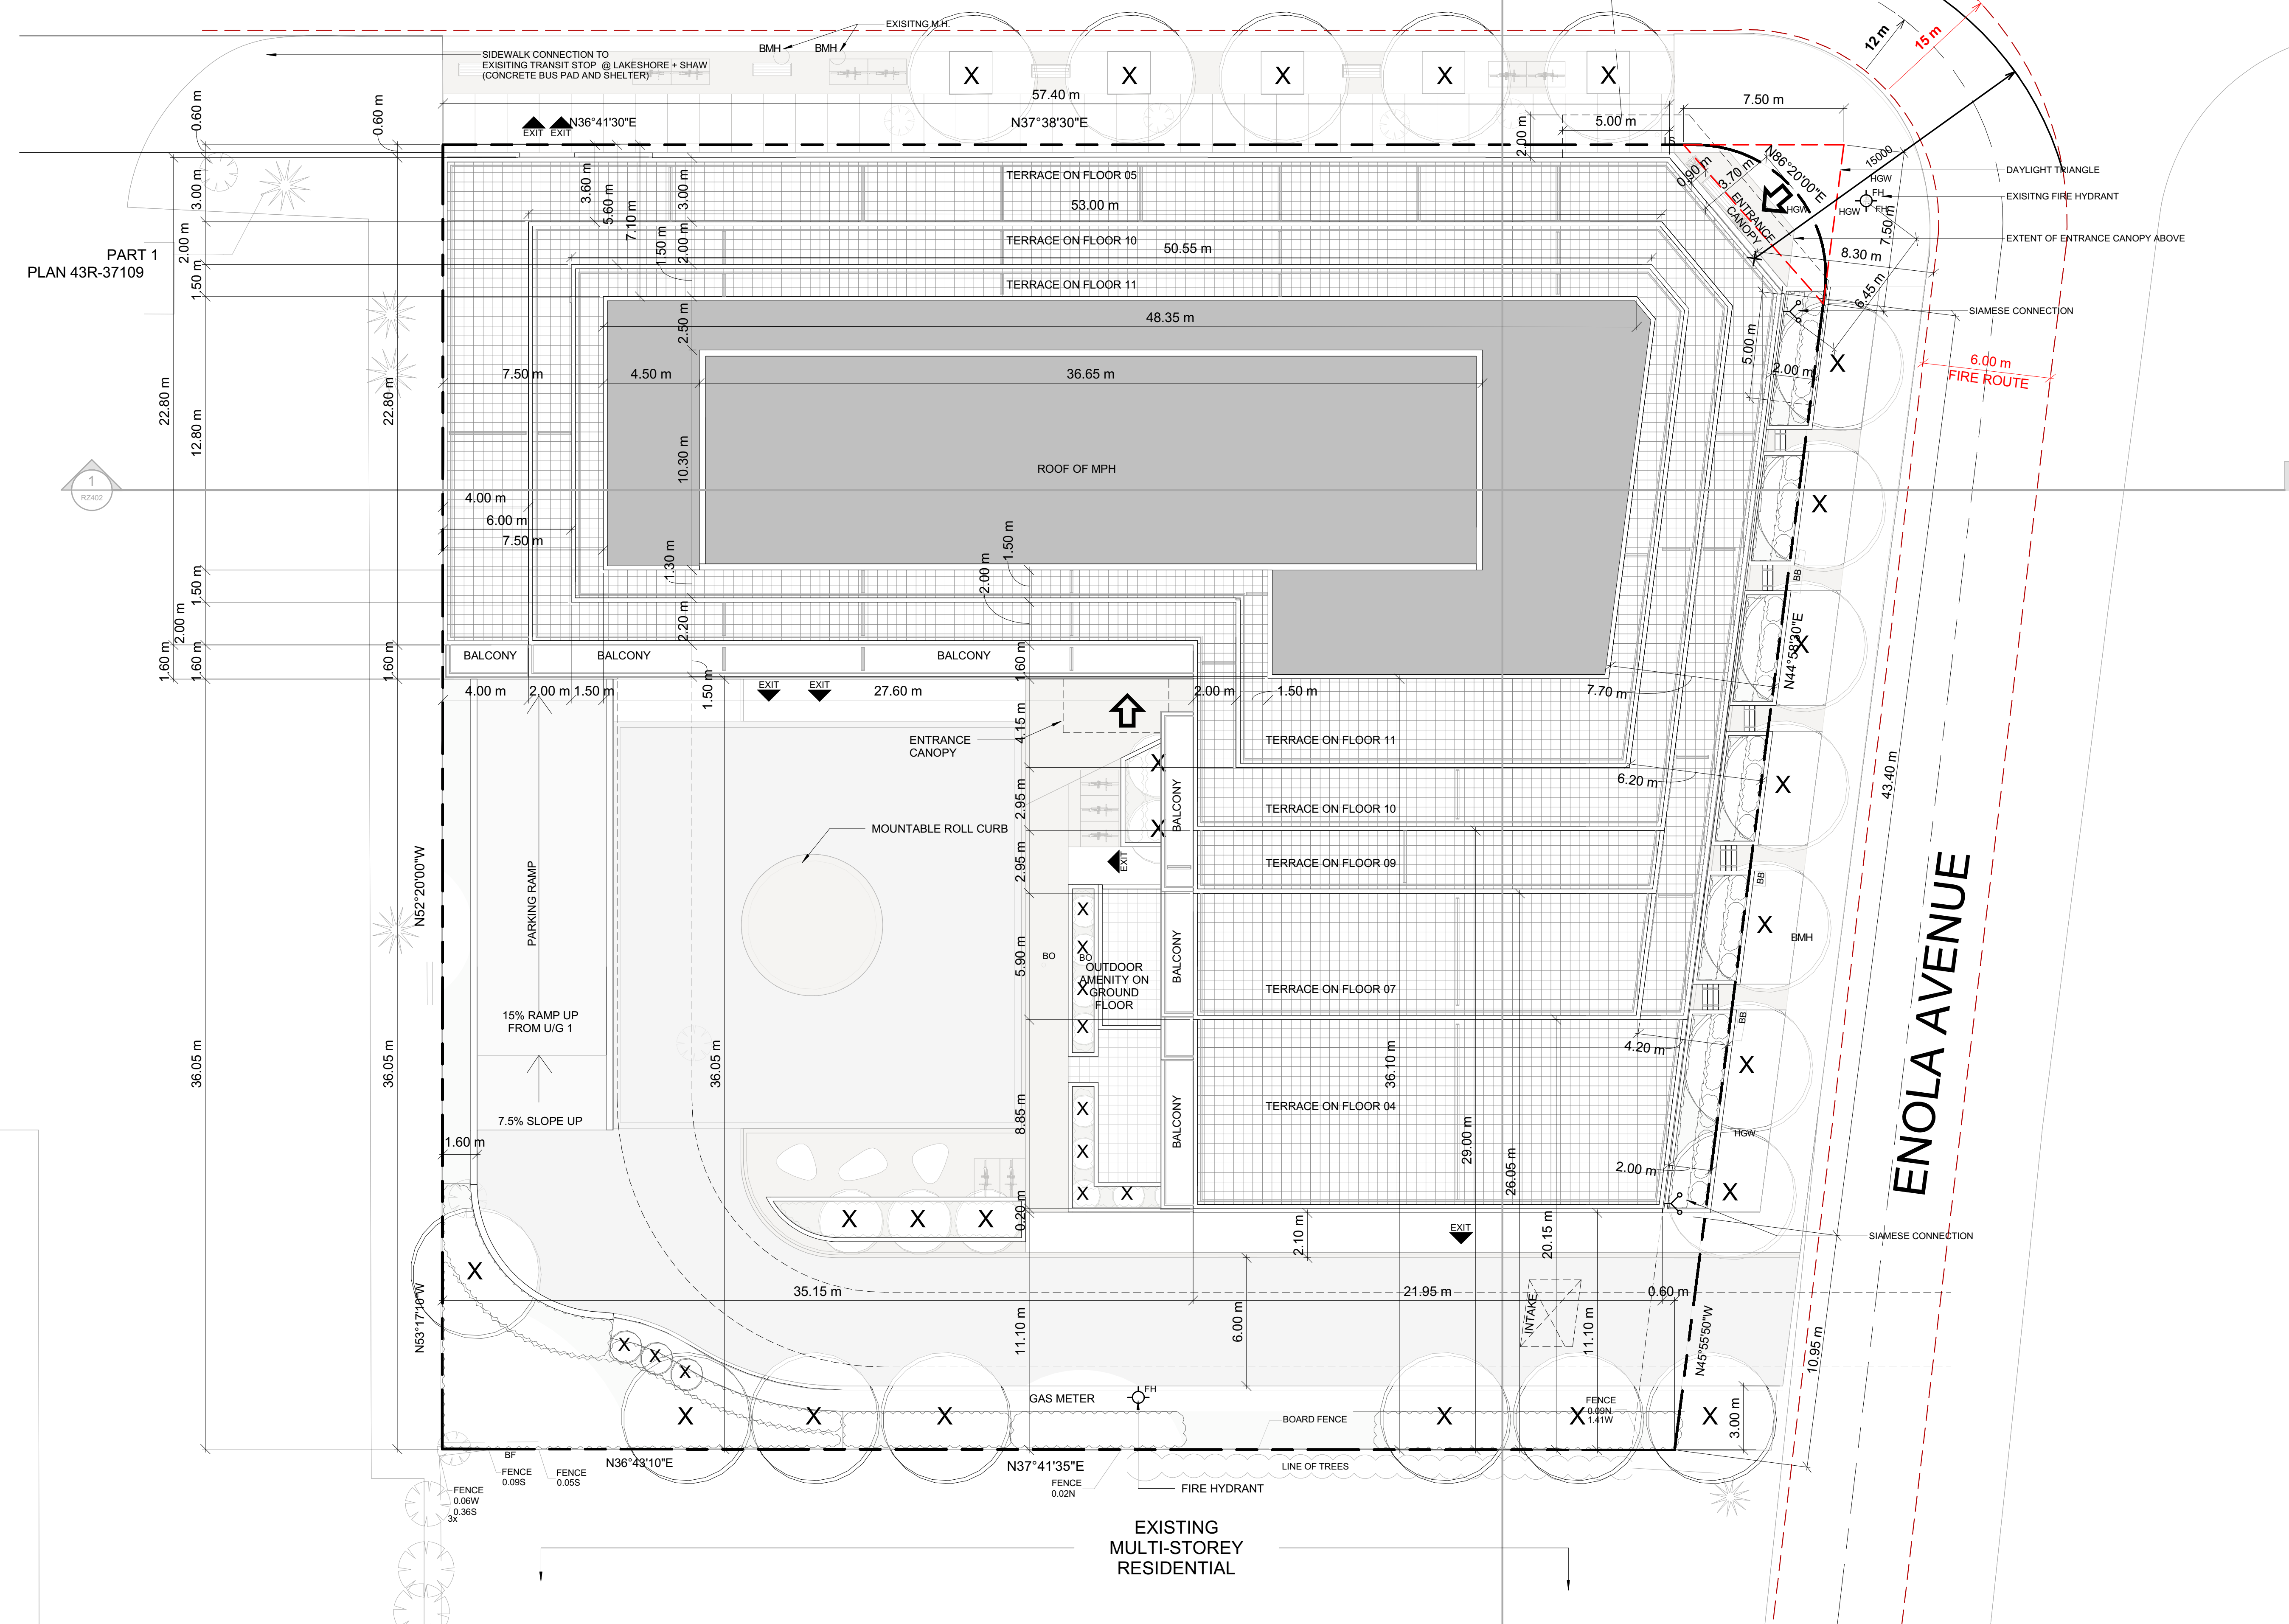 EXISITNG M.H.
BMH
BMH
SIDEWALK CONNECTION TO
EXISITING TRANSIT STOP @ LAKESHORE + SHAW
(CONCRETE BUS PAD AND SHELTER)
12 m
15 m
X
X
X
X
X
57.40 m
7.50 m
0.60 m
0.60 m
EXIT
EXIT
N36°41'30"E
N37°38'30"E
5.00 m
2.00 m
LS
N86°20'00"E
15000
HGW
DAYLIGHT TRIANGLE
FH
EXISITNG FIRE HYDRANT
HGW
HGW
FH
7.50 m
EXTENT OF ENTRANCE CANOPY ABOVE
8.30 m
6.45 m
0.90 m
3.70 m
ENTRANCE
CANOPY
TERRACE ON FLOOR 05
53.00 m
3.00 m
3.60 m
5.60 m
7.10 m
3.00 m
TERRACE ON FLOOR 10
50.55 m
1.50 m
2.00 m
TERRACE ON FLOOR 11
PART 1
PLAN 43R-37109
2.00 m
1.50 m
48.35 m
2.50 m
SIAMESE CONNECTION
5.00 m
2.00 m
X
6.00 m
FIRE ROUTE
7.50 m
4.50 m
36.65 m
22.80 m
12.80 m
22.80 m
10.30 m
ROOF OF MPH
1
RZ402
4.00 m
6.00 m
7.50 m
X
1.30 m
1.50 m
2.00 m
BB
1.50 m
2.00 m
2.20 m
N44°58'30"E
X
1.60 m
1.60 m
1.60 m
BALCONY
BALCONY
BALCONY
1.60 m
4.00 m
2.00 m
1.50 m
1.50 m
EXIT
EXIT
27.60 m
2.00 m
1.50 m
7.70 m
4.15 m
ENTRANCE
CANOPY
TERRACE ON FLOOR 11
X
6.20 m
X
43.40 m
2.95 m
BALCONY
TERRACE ON FLOOR 10
MOUNTABLE ROLL CURB
X
2.95 m
EXIT
TERRACE ON FLOOR 09
BB
N52°20'00"W
PARKING RAMP
X
X
BMH
ENOLA AVENUE
X
BO
BO
5.90 m
OUTDOOR
AMENITY ON
GROUND
FLOOR
X
BALCONY
TERRACE ON FLOOR 07
15% RAMP UP
FROM U/G 1
X
BB
4.20 m
X
36.05 m
36.05 m
36.05 m
36.10 m
8.85 m
X
BALCONY
TERRACE ON FLOOR 04
7.5% SLOPE UP
1.60 m
X
HGW
29.00 m
26.05 m
2.00 m
X
X
X
X
X
X
0.20 m
EXIT
2.10 m
20.15 m
SIAMESE CONNECTION
X
N53°17'10"W
35.15 m
21.95 m
0.60 m
INTAKE
11.10 m
6.00 m
11.10 m
N45°55'50"W
10.95 m
X
X
X
GAS METER
FH
X
X
X
X
FENCE
0.09N
1.41W
X
X
BOARD FENCE
3.00 m
BF
N36°43'10"E
N37°41'35"E
LINE OF TREES
FENCE
0.09S
FENCE
0.05S
FENCE
0.02N
FIRE HYDRANT
FENCE
0.06W
0.36S
3x
EXISTING
MULTI-STOREY
RESIDENTIAL